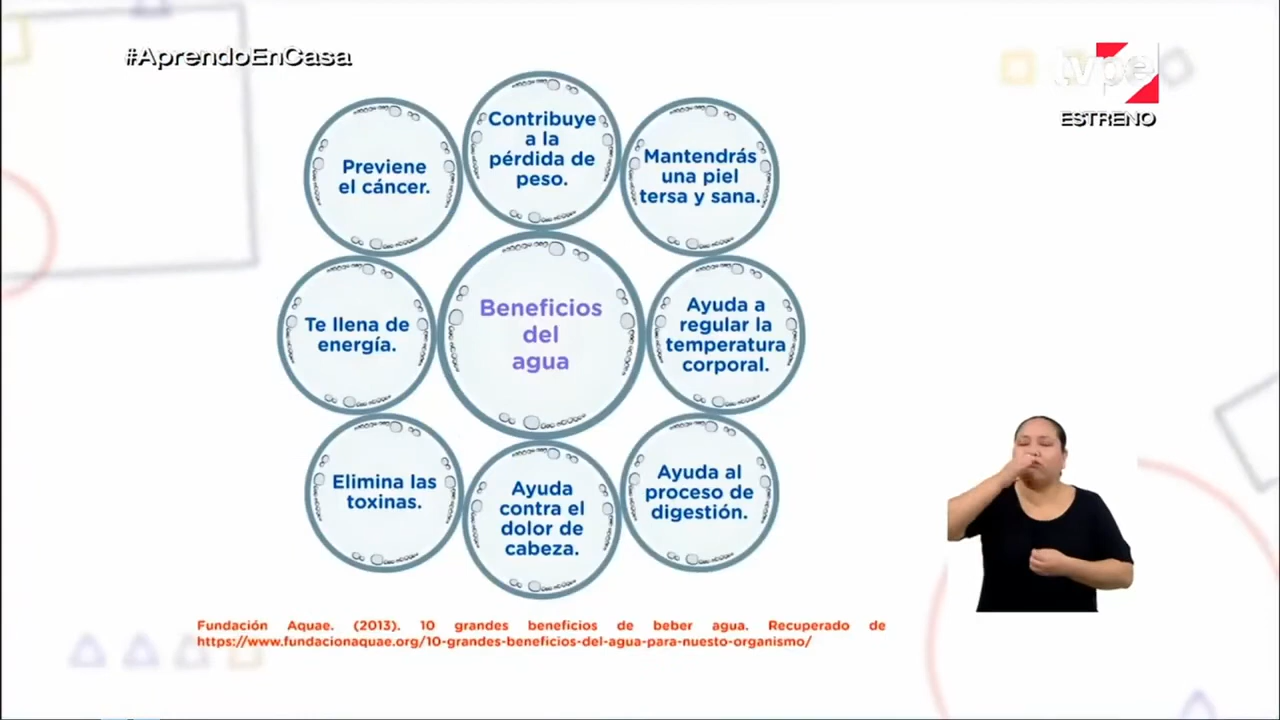 #AprendoEnCasa
tvpe
ESTRENO
Contribuye
a la
pérdida de
peso.
Previene
el cáncer.
Mantendrás
una piel
tersa y sana.
Te llena de
energía.
Beneficios
del
agua
Ayuda a
regular la
temperatura
corporal.
Elimina las
toxinas.
Ayuda
contra el
dolor de
cabeza.
Ayuda al
proceso de
digestión.
Fundación Aquae. (2013). 10 grandes beneficios de beber agua. Recuperado de
https://www.fundacionaquae.org/10-grandes-beneficios-del-agua-para-nuesto-organismo/